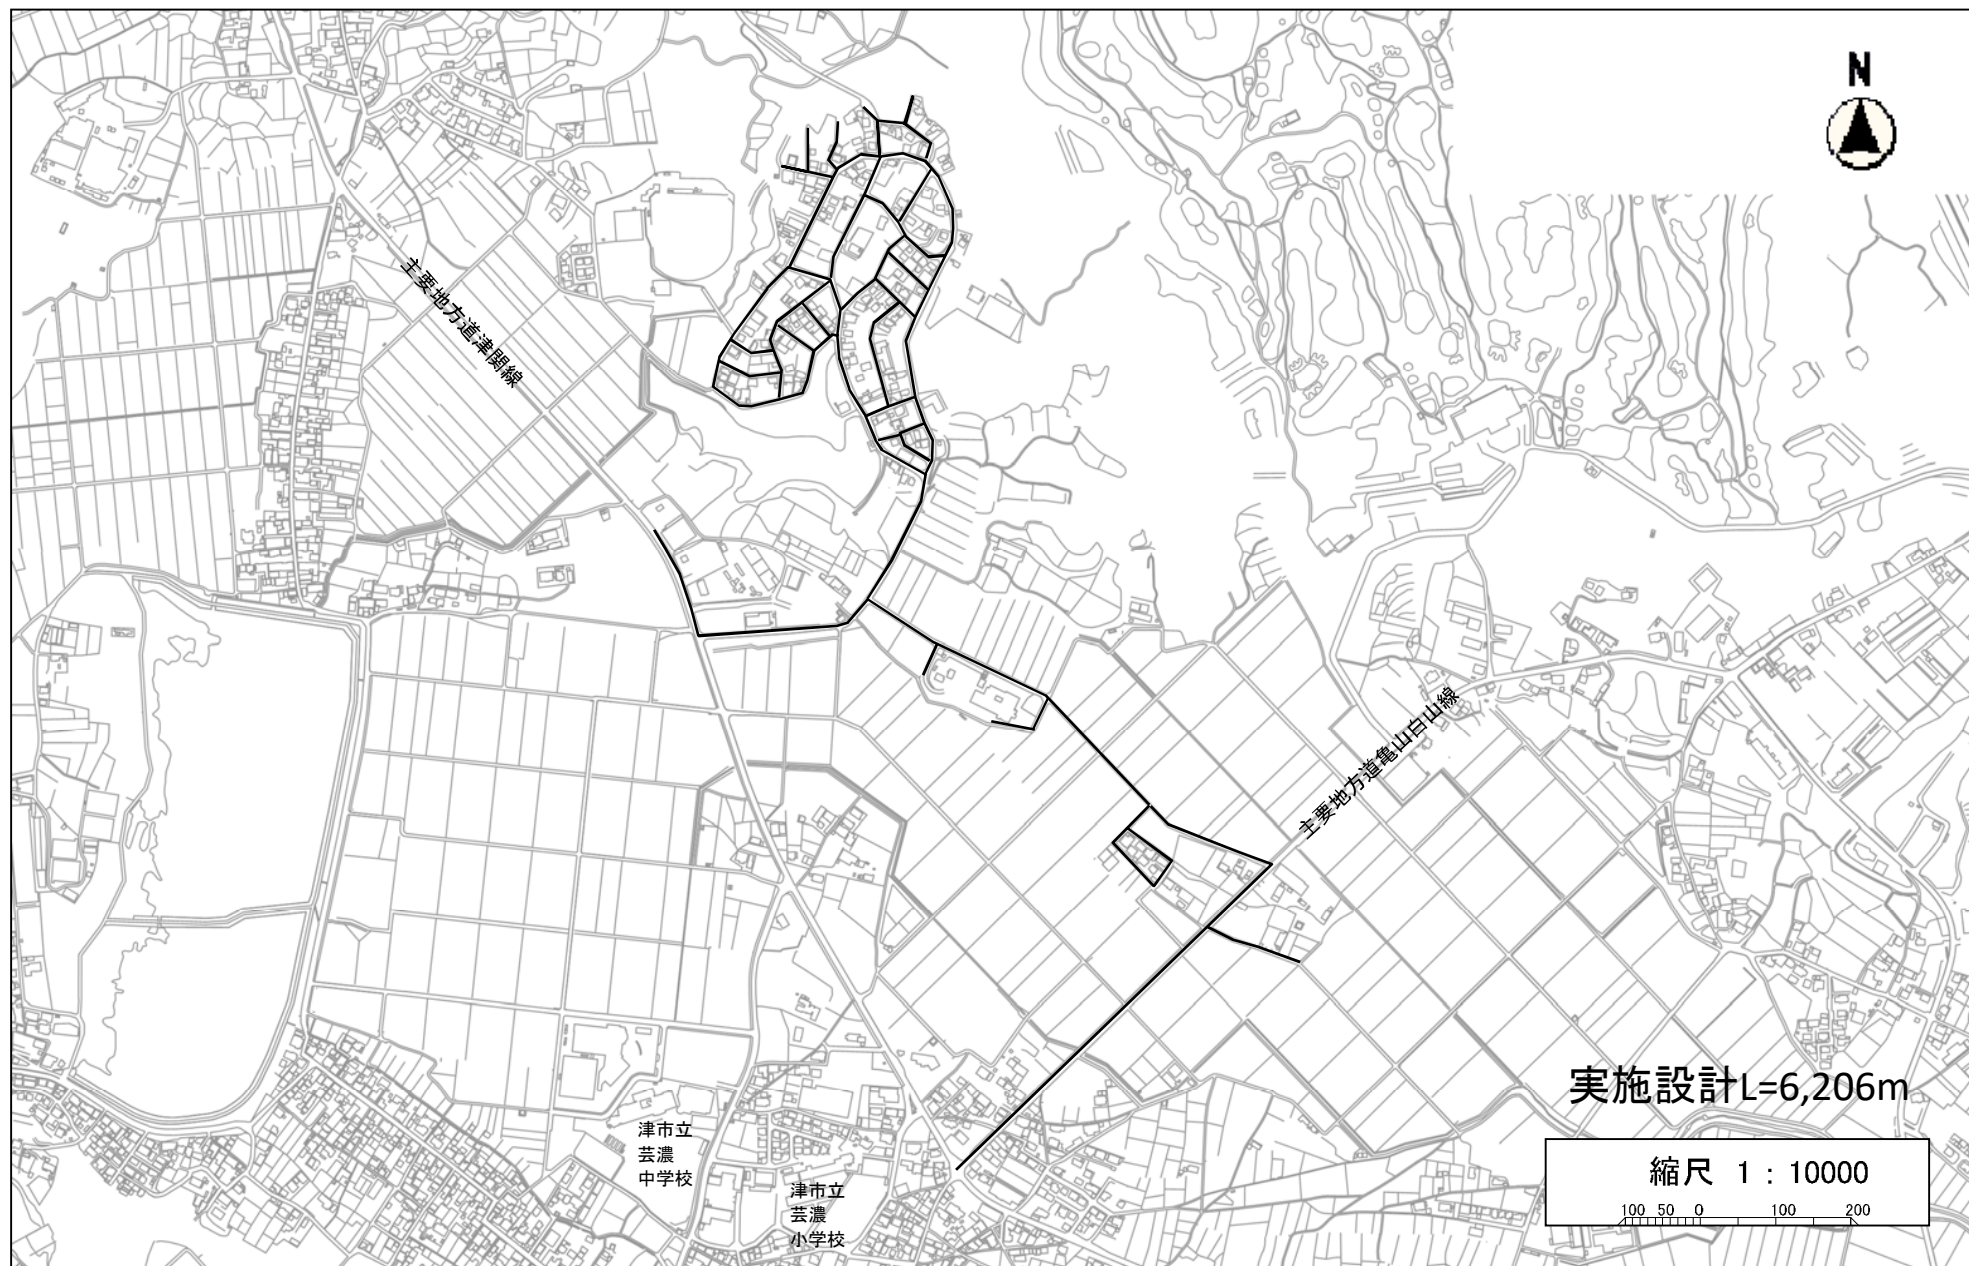 N
主要地方道津関線
主要地方道亀山白山線
実施設計L=6,206m
津市立
芸濃
中学校
津市立
芸濃
小学校
縮尺 1：10000
100 50 0 100 200